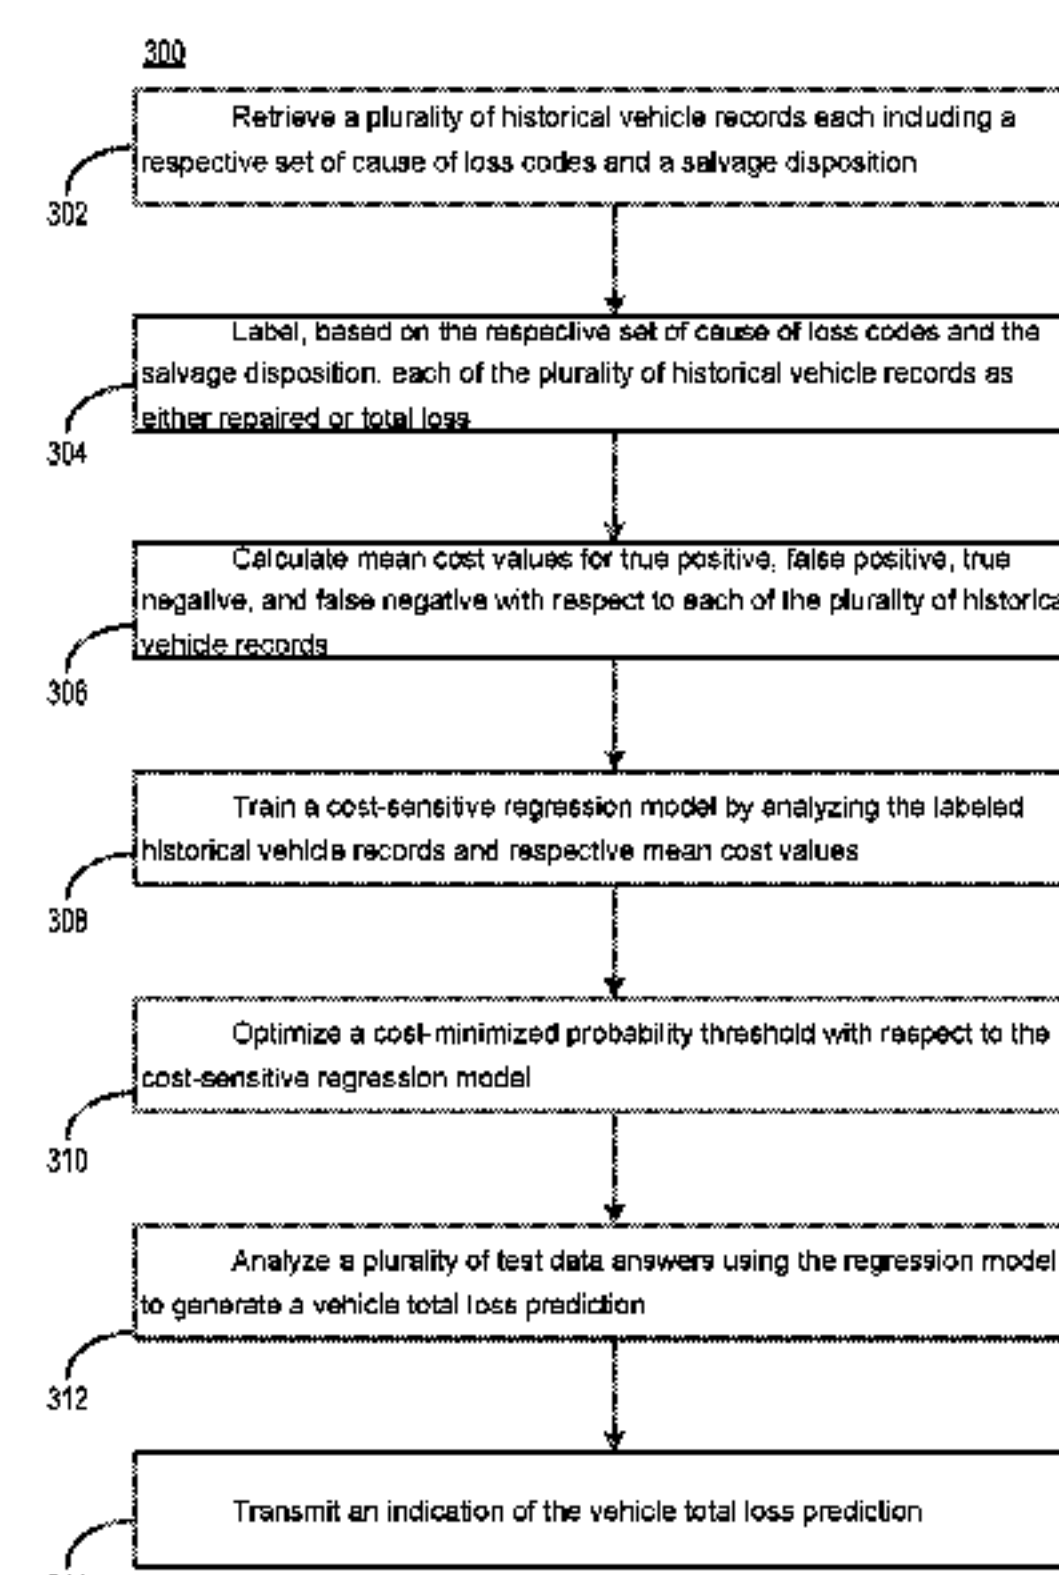 300
Retrieve a plurality of historical vehicle records each including a
respective set of cause of loss codes and a salvage disposition
302
Label, based on the respective set of cause of loss codes and the
salvage disposition. each of the plurality of historical vehicle records as
either repaired or total loss
304
Calculate mean cost values for true positive, false positive, true
negative, and false negative with respect to each of the plurality of historica
vehicle records
306
Train a cost-sensitive regression model by analyzing the labeled
historical vehicle records and respective mean cost values
308
Optimize a cost-minimized probability threshold with respect to the
cost-sensitive regression model
310
Analyze a plurality of test data answers using the regression model
to generate a vehicle total loss prediction
312
Transmit an indication of the vehicle total loss prediction